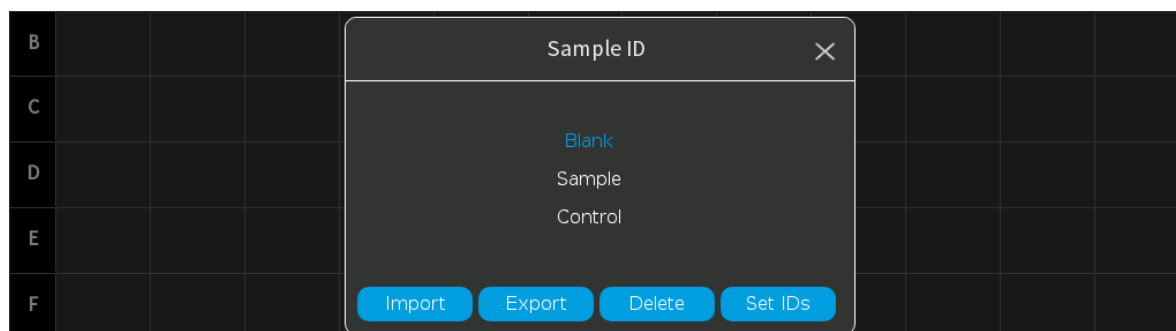 B
Sample ID
C
Blank
D
Sample
Control
E
F
Import Export Delete Set IDs